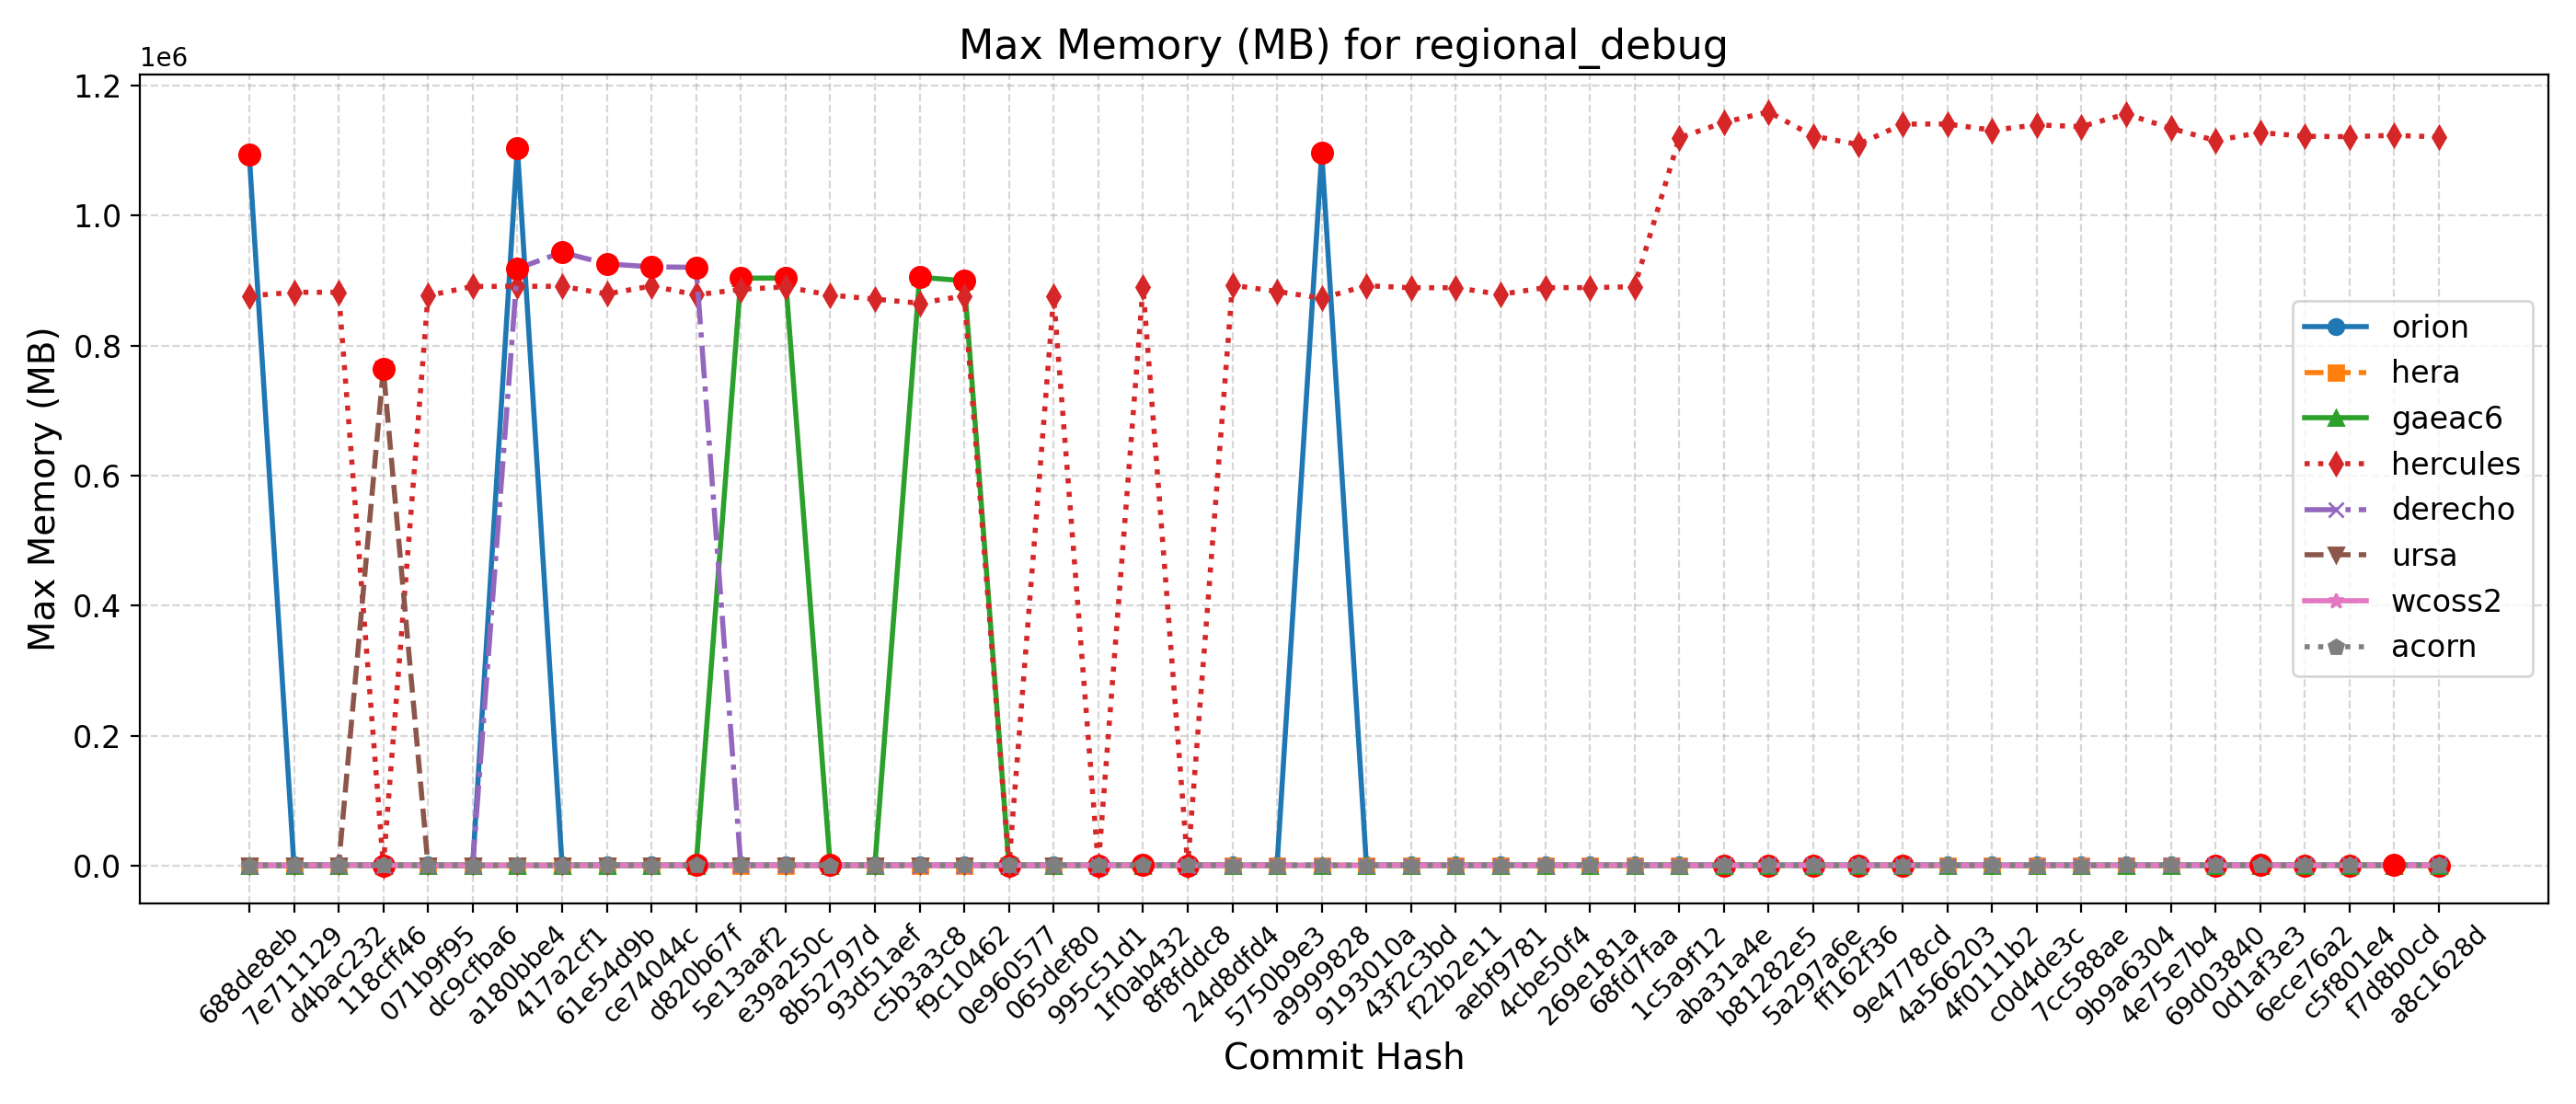 Max Memory (MB) for regional_debug
1e6
1.2
1.0
0.8
0.6
0.4
0.2
0.0
Max Memory (MB)
orion
hera
gaeac6
hercules
derecho
ursa
wcoss2
acorn
688de8eb
7e711129
d4bac232
118cff46
071b9f95
dc9cfba6
a180bbe4
417a2cf1
61e54d9b
ce74044c
d820b67f
5e13aaf2
e39a250c
8b52797d
93d51aef
c5b3a3c8
f9c10462
0e960577
065def80
995c51d1
1f0ab432
8f8fddc8
24d8dfd4
5750b9e3
a9999828
9193010a
43f2c3bd
f22b2e11
aebf9781
4cbe50f4
269e181a
68fd7faa
1c5a9f12
aba31a4e
b81282e5
5a297a6e
ff162f36
9e4778cd
4a566203
4f0111b2
c0d4de3c
7cc588ae
9b9a6304
4e75e7b4
69d03840
0d1af3e3
6ece76a2
c5f801e4
f7d8b0cd
a8c1628d
Commit Hash